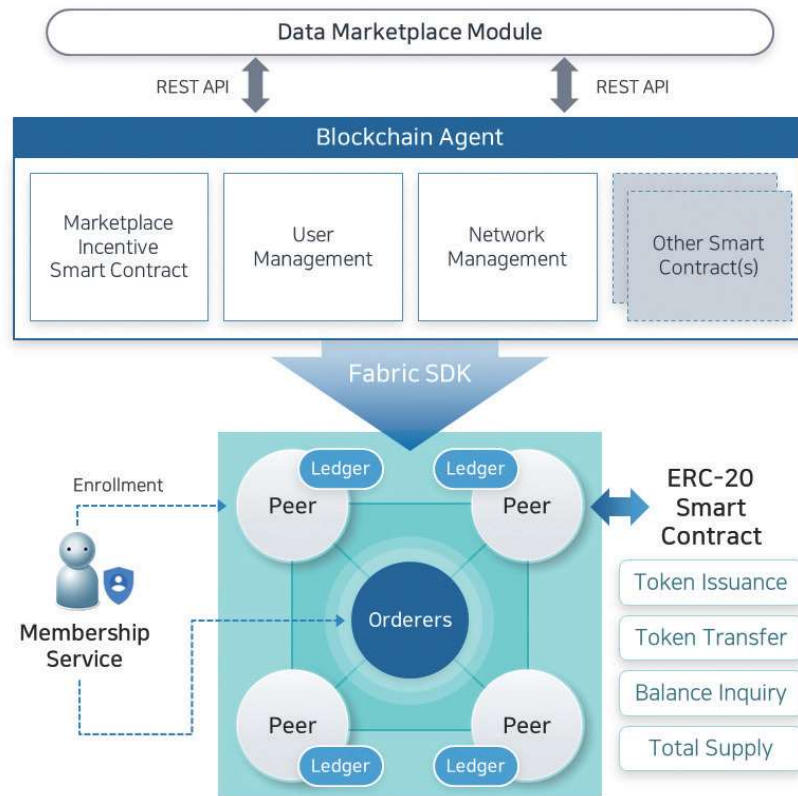 Data Marketplace Module
REST API
REST API
Blockchain Agent
Marketplace
Incentive
Smart Contract
User
Management
Network
Management
Other Smart
Contract(s)
Fabric SDK
Ledger
Ledger
Peer
Peer
Enrollment
ERC-20
Smart
Contract
Orderers
Membership
Service
Token Issuance
Token Transfer
Balance Inquiry
Total Supply
Peer
Peer
Ledger
Ledger